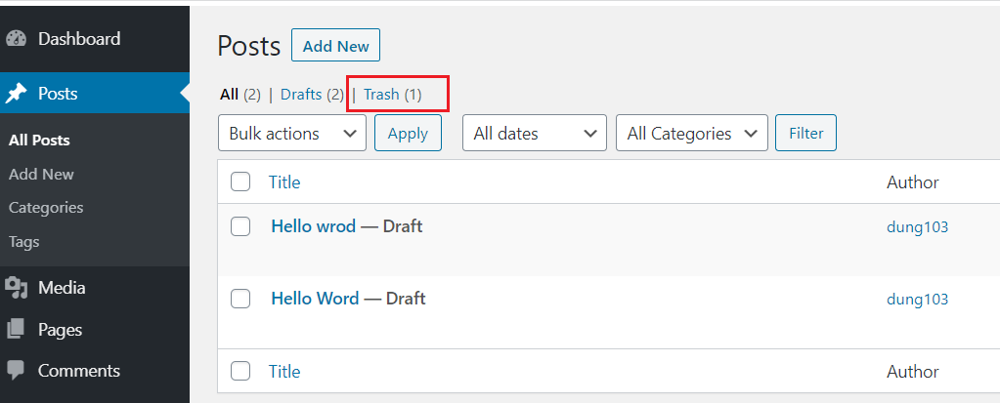 Dashboard
Posts
All Posts
Add New
Categories
Tags
Media
Pages
Comments
Posts Add New
All (2) | Drafts (2) | Trash (1)
Bulk actions Apply All dates All Categories Filter
Title Author
Hello wrod — Draft dung103
Hello Word — Draft dung103
Title Author